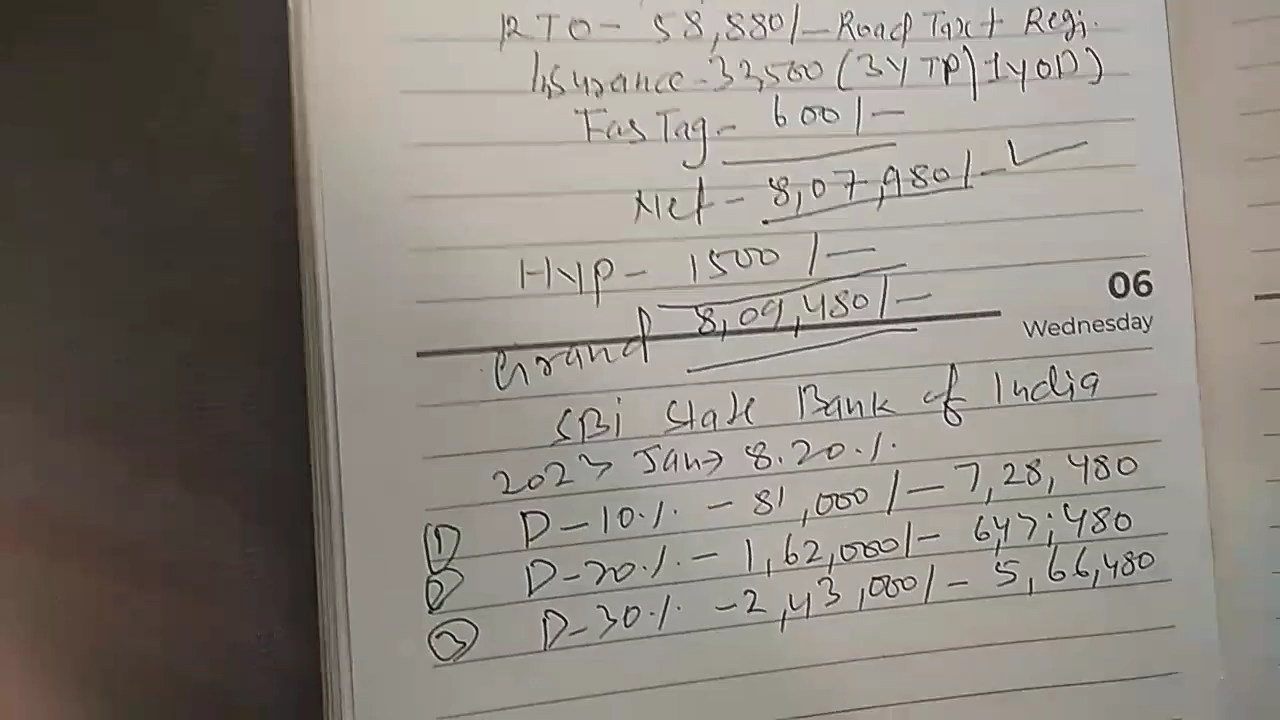 RTO- 58,880/- Road Tax + Regi.
Insurance - 33,500 (3Y TP) 1Y OD)
FasTag - 600/-
Net - 8,07,980/-
Hyp - 1500/-
06
Grand 8,09,480/-
Wednesday
SBi State Bank of India
2023 Jan → 8.20.%.
① D-10.%. - 81,000/- 7,28,480
② D-20.%. - 1,62,000/- 6,47,480
③ D-30.%. - 2,43,000/- 5,66,480